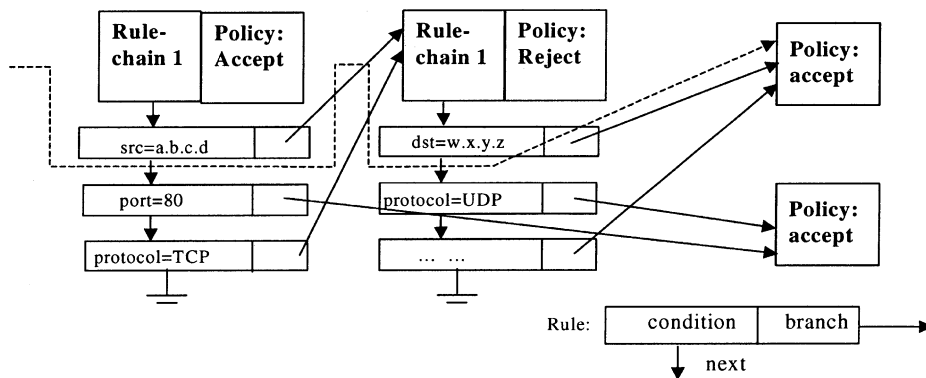 Rule-
chain 1
Policy:
Accept
Rule-
chain 1
Policy:
Reject
Policy:
accept
src=a.b.c.d
dst=w.x.y.z
port=80
protocol=UDP
Policy:
accept
protocol=TCP
... ...
Rule:
condition
branch
next